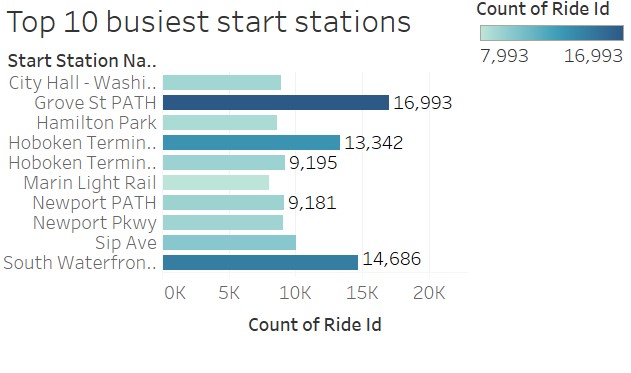 Top 10 busiest start stations
Count of Ride Id
7,993 16,993
Start Station Na..
City Hall - Washi..
Grove St PATH 16,993
Hamilton Park
Hoboken Termin.. 13,342
Hoboken Termin.. 9,195
Marin Light Rail
Newport PATH 9,181
Newport Pkwy
Sip Ave
South Waterfron.. 14,686
0K 5K 10K 15K 20K
Count of Ride Id